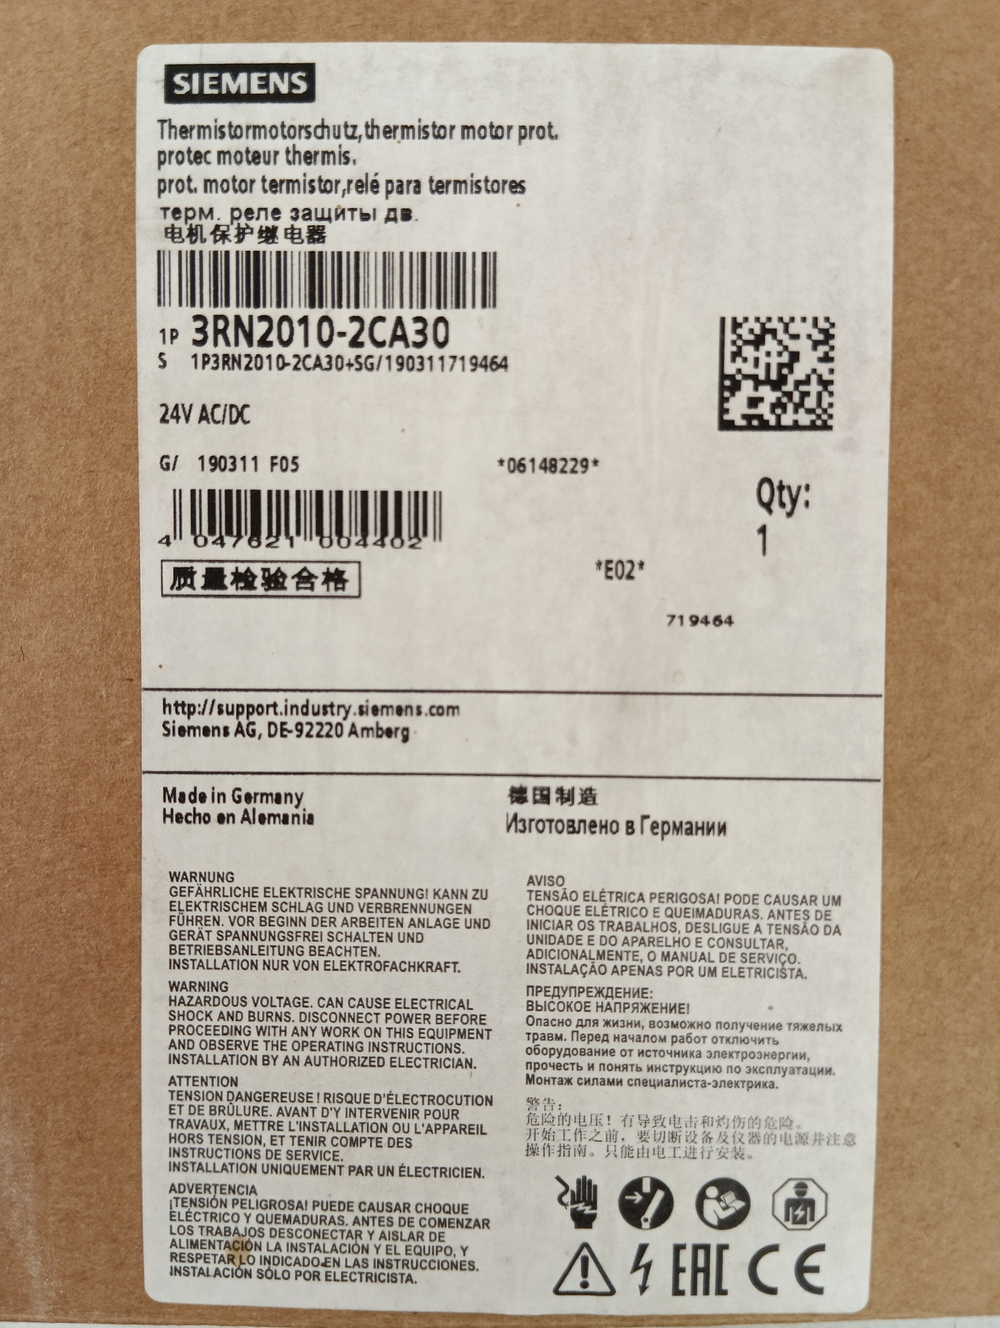 SIEMENS
Thermistormotorschutz,thermistor motor prot.
protec moteur thermis.
prot. motor termistor,relé para termistores
терм. реле защиты дв.
电机保护继电器
1P 3RN2010-2CA30
S 1P3RN2010-2CA30+SG/190311719464
24V AC/DC
G/ 190311 F05
*06148229*
Qty:
1
4 047621 004402
质量检验合格
*E02*
719464
http://support.industry.siemens.com
Siemens AG, DE-92220 Amberg
Made in Germany
Hecho en Alemania
德国制造
Изготовлено в Германии
WARNUNG
GEFÄHRLICHE ELEKTRISCHE SPANNUNG! KANN ZU
ELEKTRISCHEM SCHLAG UND VERBRENNUNGEN
FÜHREN. VOR BEGINN DER ARBEITEN ANLAGE UND
GERÄT SPANNUNGSFREI SCHALTEN UND
BETRIEBSANLEITUNG BEACHTEN.
INSTALLATION NUR VON ELEKTROFACHKRAFT.
WARNING
HAZARDOUS VOLTAGE. CAN CAUSE ELECTRICAL
SHOCK AND BURNS. DISCONNECT POWER BEFORE
PROCEEDING WITH ANY WORK ON THIS EQUIPMENT
AND OBSERVE THE OPERATING INSTRUCTIONS.
INSTALLATION BY AN AUTHORIZED ELECTRICIAN.
ATTENTION
TENSION DANGEREUSE ! RISQUE D'ÉLECTROCUTION
ET DE BRÛLURE. AVANT D'Y INTERVENIR POUR
TRAVAUX, METTRE L'INSTALLATION OU L'APPAREIL
HORS TENSION, ET TENIR COMPTE DES
INSTRUCTIONS DE SERVICE.
INSTALLATION UNIQUEMENT PAR UN ÉLECTRICIEN.
ADVERTENCIA
¡TENSIÓN PELIGROSA! PUEDE CAUSAR CHOQUE
ELÉCTRICO Y QUEMADURAS. ANTES DE COMENZAR
LOS TRABAJOS DESCONECTAR Y AISLAR DE
ALIMENTACIÓN LA INSTALACIÓN Y EL EQUIPO, Y
RESPETAR LO INDICADO EN LAS INSTRUCCIONES.
INSTALACIÓN SÓLO POR ELECTRICISTA.
AVISO
TENSÃO ELÉTRICA PERIGOSA! PODE CAUSAR UM
CHOQUE ELÉTRICO E QUEIMADURAS. ANTES DE
INICIAR OS TRABALHOS, DESLIGUE A TENSÃO DA
UNIDADE E DO APARELHO E CONSULTAR,
ADICIONALMENTE, O MANUAL DE SERVIÇO.
INSTALAÇÃO APENAS POR UM ELETRICISTA.
ПРЕДУПРЕЖДЕНИЕ:
ВЫСОКОЕ НАПРЯЖЕНИЕ!
Опасно для жизни, возможно получение тяжелых
травм. Перед началом работ отключить
оборудование от источника электроэнергии,
прочесть и понять инструкцию по эксплуатации.
Монтаж силами специалиста-электрика.
警告:
危险的电压! 有导致电击和灼伤的危险。
开始工作之前, 要切断设备及仪器的电源并注意
操作指南。只能由电工进行安装。
EAC CE